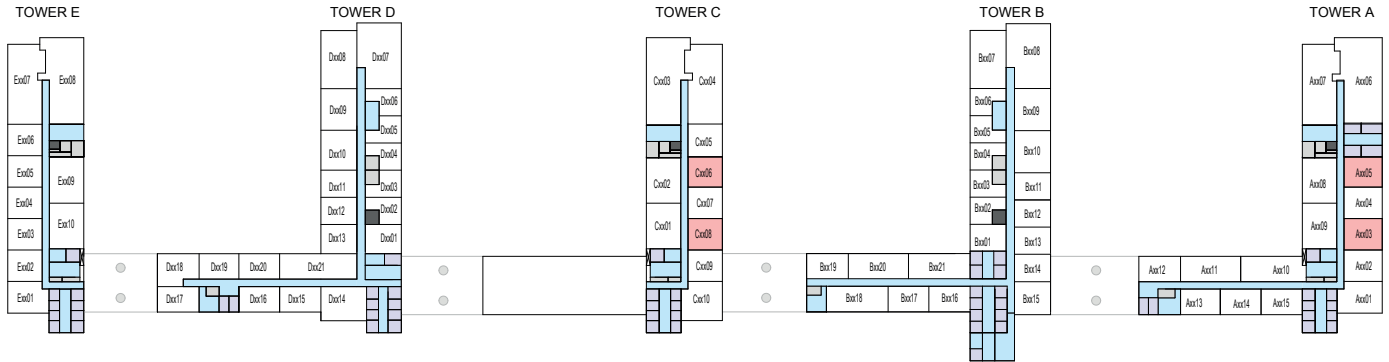 TOWER E
TOWER D
TOWER C
TOWER B
TOWER A
Exx07
Exx08
Exx06
Exx05
Exx09
Exx04
Exx03
Exx10
Exx02
Exx01
Dxx08
Dxx07
Dxx09
Dxx06
Dxx05
Dxx10
Dxx04
Dxx11
Dxx03
Dxx12
Dxx02
Dxx13
Dxx01
Dxx18
Dxx19
Dxx20
Dxx21
Dxx17
Dxx16
Dxx15
Dxx14
Cxx03
Cxx04
Cxx05
Cxx02
Cxx06
Cxx07
Cxx01
Cxx08
Cxx09
Cxx10
Bxx07
Bxx08
Bxx06
Bxx09
Bxx05
Bxx04
Bxx10
Bxx03
Bxx11
Bxx02
Bxx12
Bxx01
Bxx13
Bxx19
Bxx20
Bxx21
Bxx14
Bxx18
Bxx17
Bxx16
Bxx15
Axx07
Axx06
Axx08
Axx05
Axx04
Axx09
Axx03
Axx12
Axx11
Axx10
Axx02
Axx13
Axx14
Axx15
Axx01